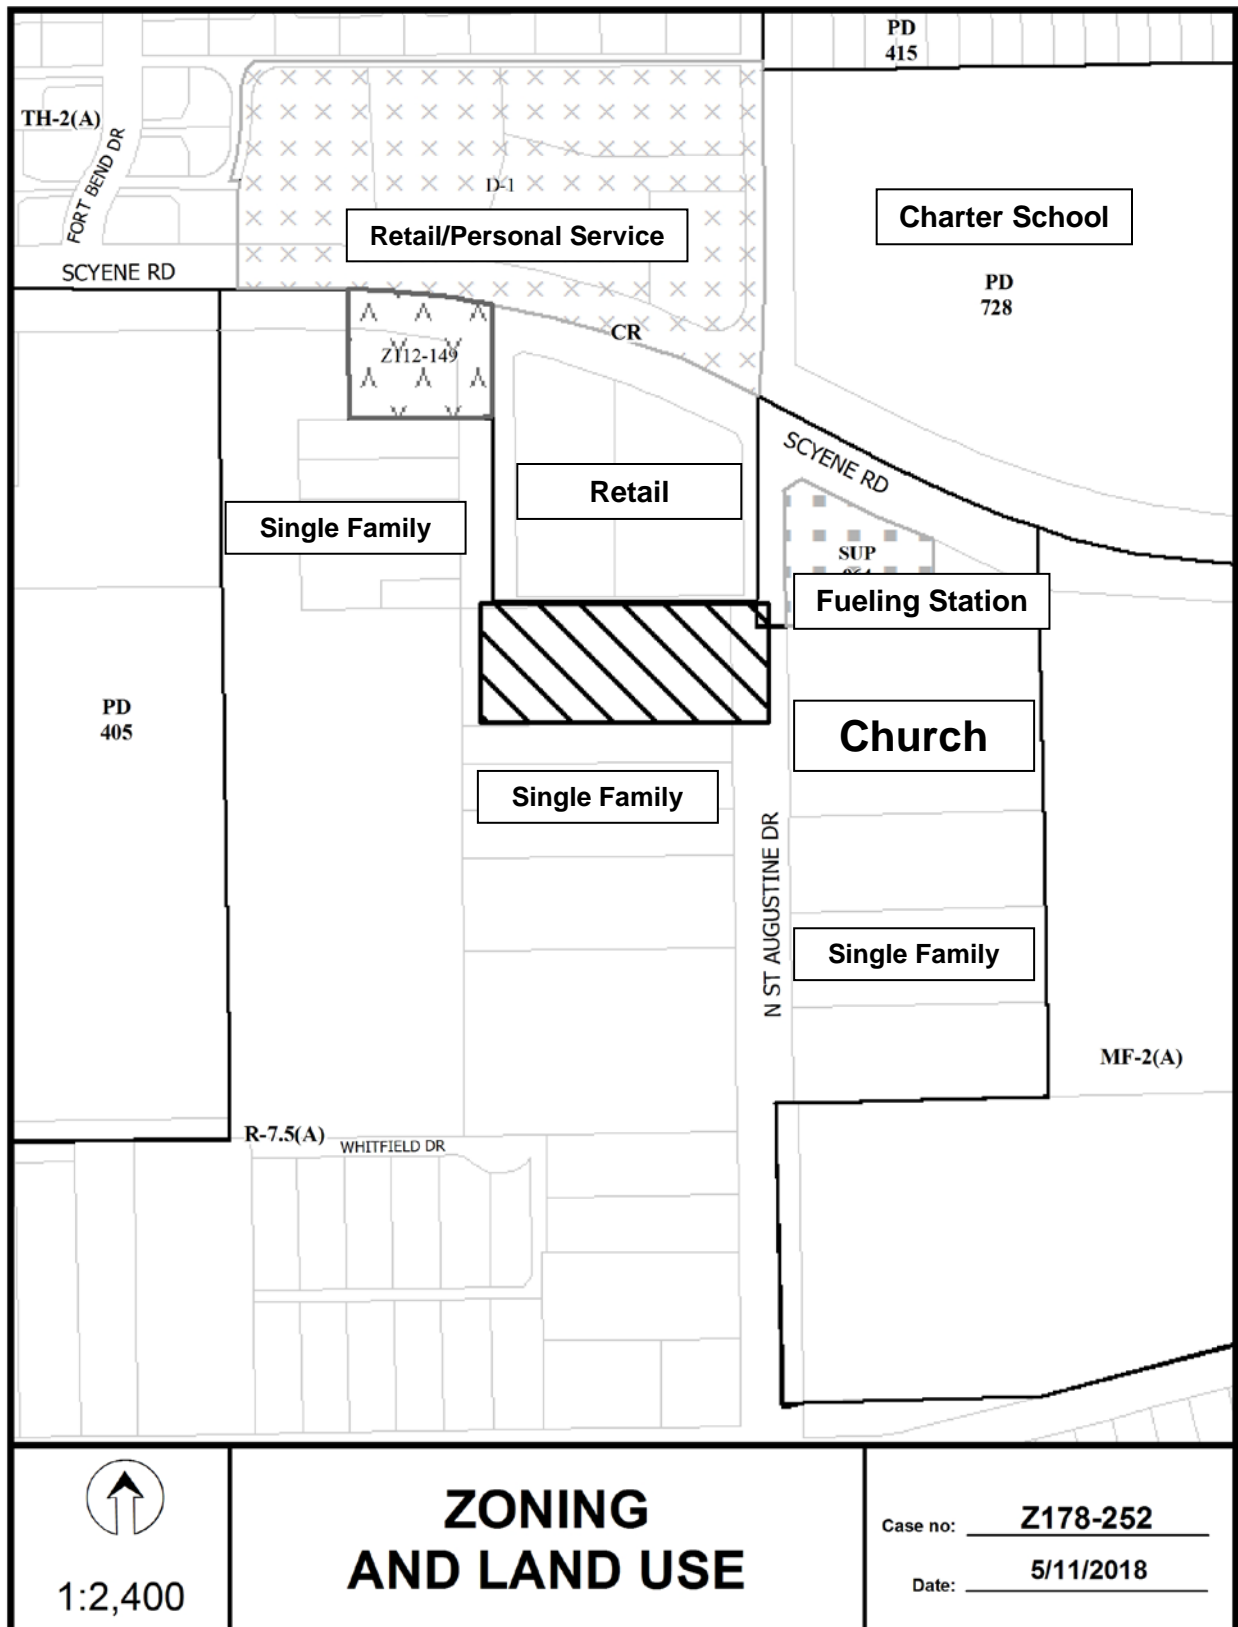 PD
415
TH-2(A)
FORT BEND DR
D-1
Charter School
Retail/Personal Service
SCYENE RD
PD
728
CR
Z112-149
SCYENE RD
Retail
Single Family
SUP
Fueling Station
PD
405
Church
Single Family
N ST AUGUSTINE DR
Single Family
MF-2(A)
R-7.5(A)
WHITFIELD DR
1:2,400
ZONING
AND LAND USE
Case no: Z178-252
Date: 5/11/2018